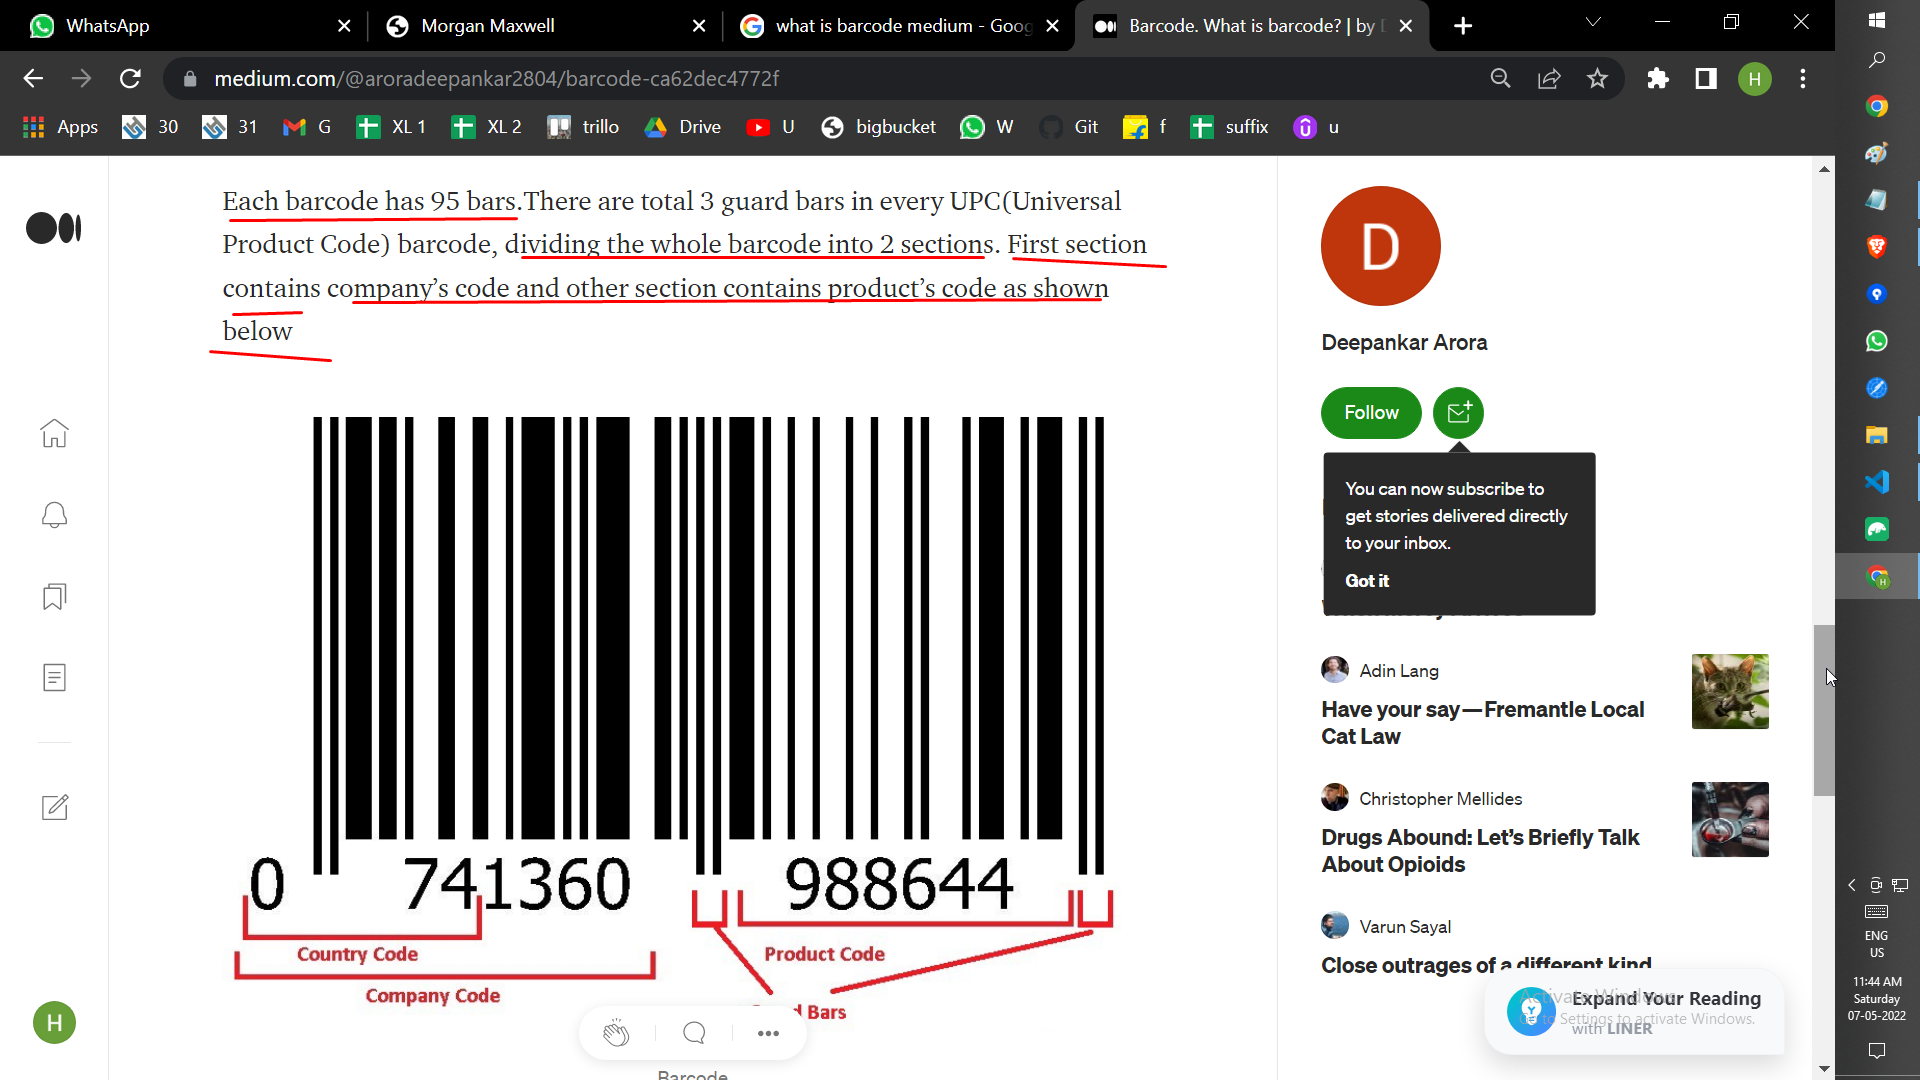 WhatsApp
Morgan Maxwell
what is barcode medium - Goog
Barcode. What is barcode? | by D
medium.com/@aroradeepankar2804/barcode-ca62dec4772f
H
Apps
30
31
G
XL 1
XL 2
trillo
Drive
U
bigbucket
W
Git
f
suffix
u
Each barcode has 95 bars.There are total 3 guard bars in every UPC(Universal
Product Code) barcode, dividing the whole barcode into 2 sections. First section
contains company’s code and other section contains product’s code as shown
below
0 741360 988644
Country Code
Product Code
Company Code
d Bars
Barcode
H
D
Deepankar Arora
Follow
You can now subscribe to
get stories delivered directly
to your inbox.
Got it
Adin Lang
Have your say — Fremantle Local
Cat Law
Christopher Mellides
Drugs Abound: Let’s Briefly Talk
About Opioids
Varun Sayal
Close outrages of a different kind
Activate Windows
Go to Settings to activate Windows.
Expand Your Reading
with LINER
ENG
US
11:44 AM
Saturday
07-05-2022